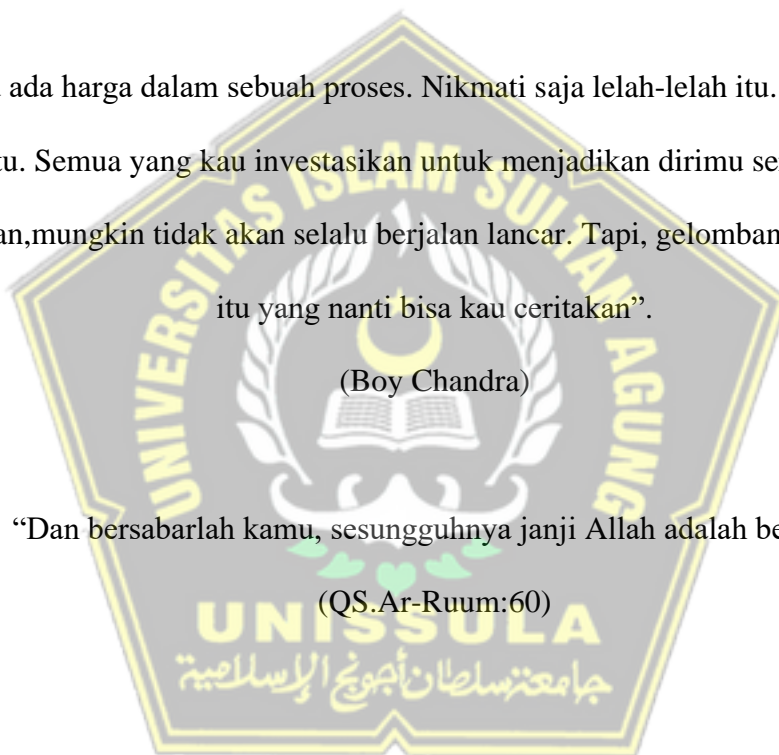 ada harga dalam sebuah proses. Nikmati saja lelah-lelah itu.
tu. Semua yang kau investasikan untuk menjadikan dirimu se
an,mungkin tidak akan selalu berjalan lancar. Tapi, gelomban
itu yang nanti bisa kau ceritakan”.
(Boy Chandra)
“Dan bersabarlah kamu, sesungguhnya janji Allah adalah be
(QS.Ar-Ruum:60)
UNIVERSITAS ISLAM SULTAN AGUNG
UNISSULA
جامعتنسلطان أجونج الإسلامية